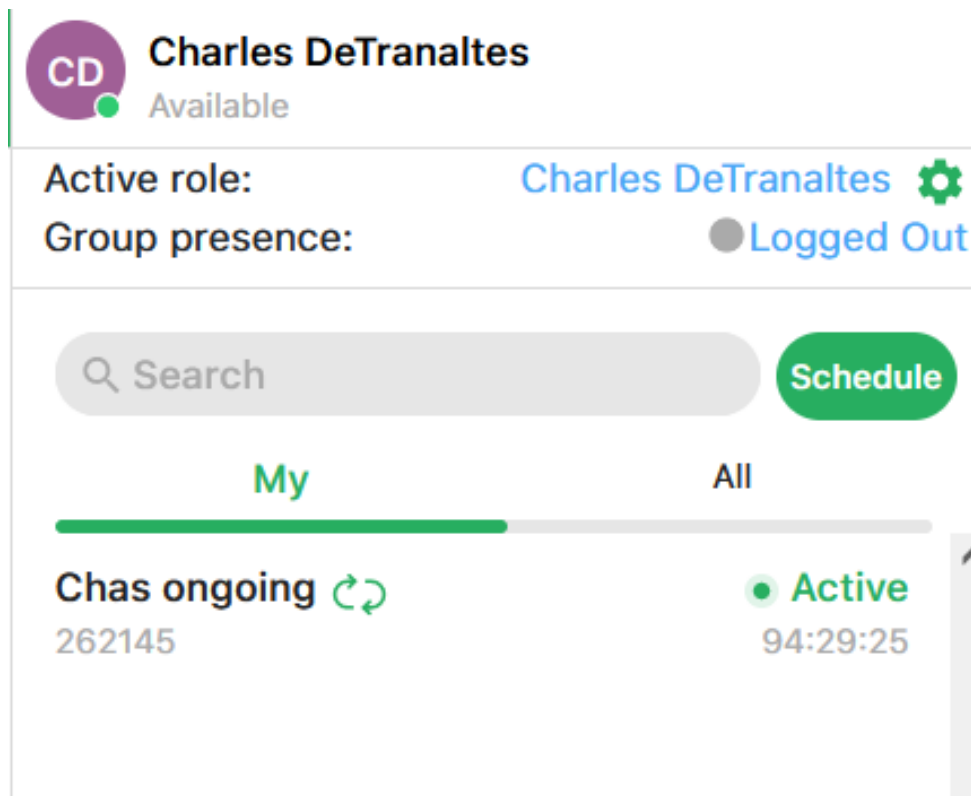 CD
Charles DeTranaltes
Available
Active role: Charles DeTranaltes
Group presence: Logged Out
Search
Schedule
My All
Chas ongoing Active
262145 94:29:25